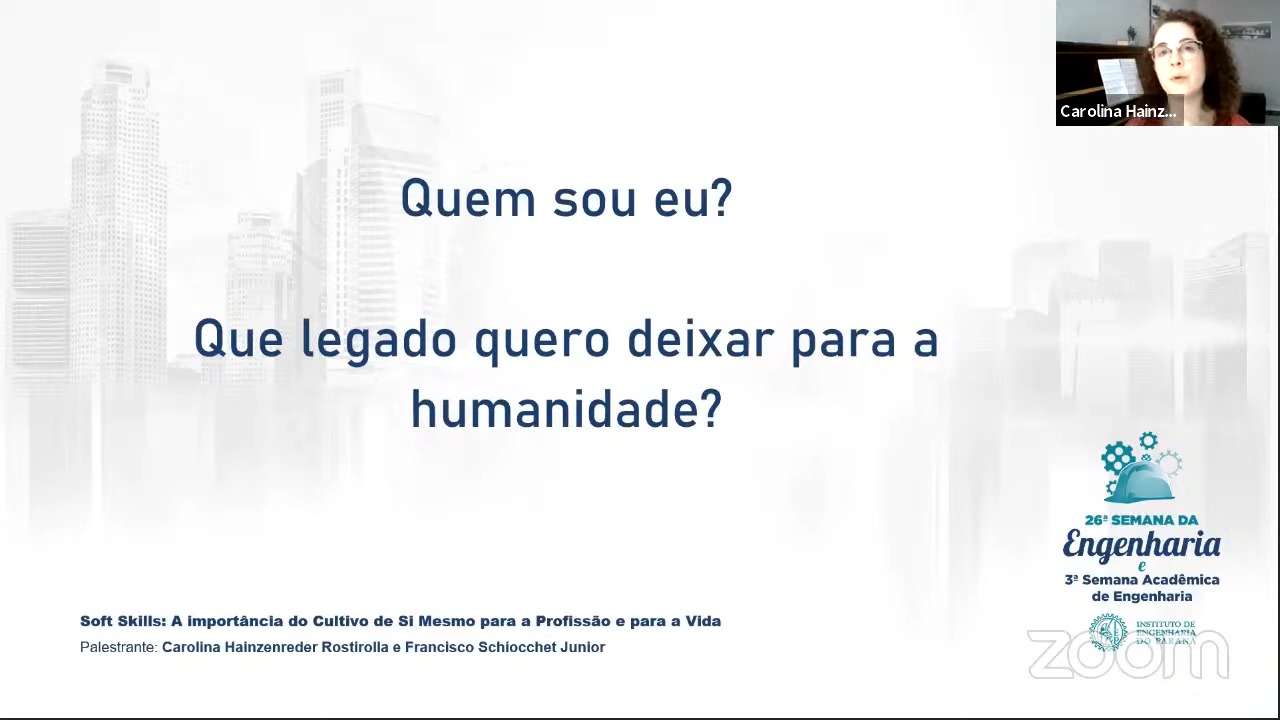 Carolina Hainz...
Quem sou eu?
Que legado quero deixar para a
humanidade?
26ª SEMANA DA
Engenharia
e
3ª Semana Acadêmica
de Engenharia
INSTITUTO DE
ENGENHARIA
DO PARANÁ
zoom
Soft Skills: A importância do Cultivo de Si Mesmo para a Profissão e para a Vida
Palestrante: Carolina Hainzenreder Rostirolla e Francisco Schiocchet Junior